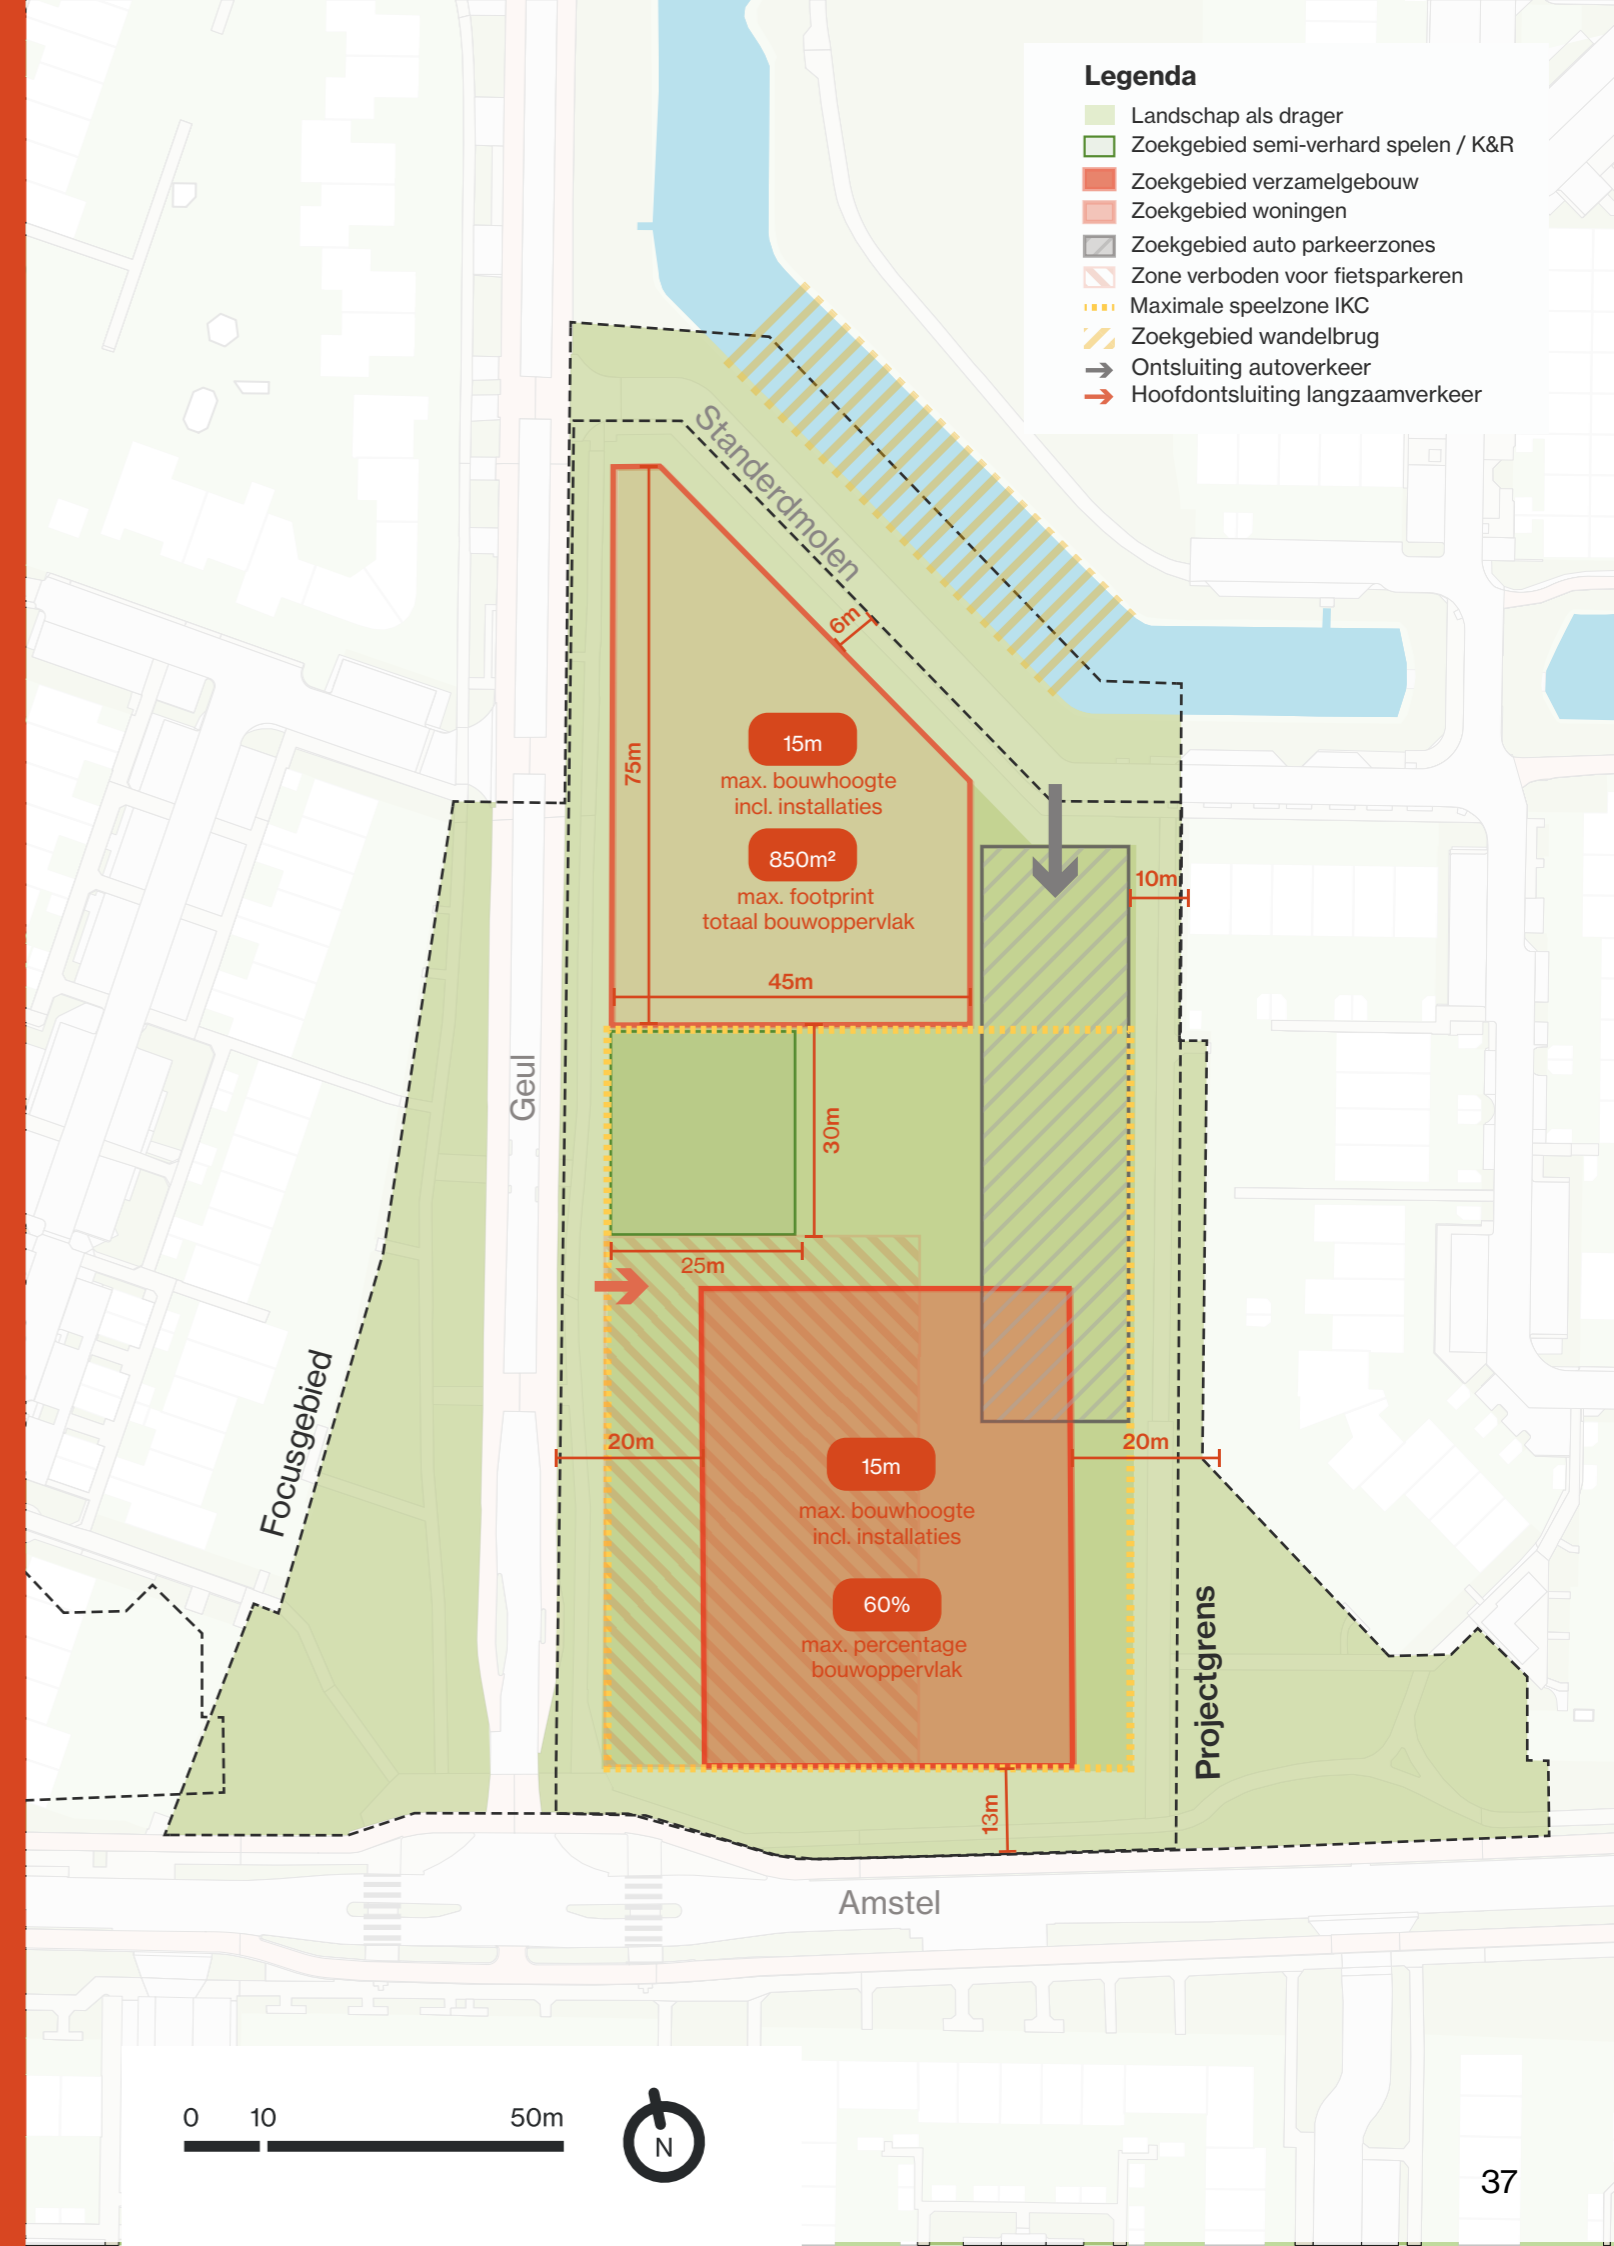 Legenda
Landschap als drager
Zoekgebied semi-verhard spelen / K&R
Zoekgebied verzamelgebouw
Zoekgebied woningen
Zoekgebied auto parkeerzones
Zone verboden voor fietsparkeren
Maximale speelzone IKC
Zoekgebied wandelbrug
Ontsluiting autoverkeer
Hoofdontsluiting langzaamverkeer
Standerdmolen
6m
75m
15m
max. bouwhoogte
incl. installaties
850m²
max. footprint
totaal bouwoppervlak
10m
45m
Geul
30m
25m
Focusgebied
20m
20m
15m
max. bouwhoogte
incl. installaties
60%
max. percentage
bouwoppervlak
Projectgrens
13m
Amstel
0 10 50m
N
37